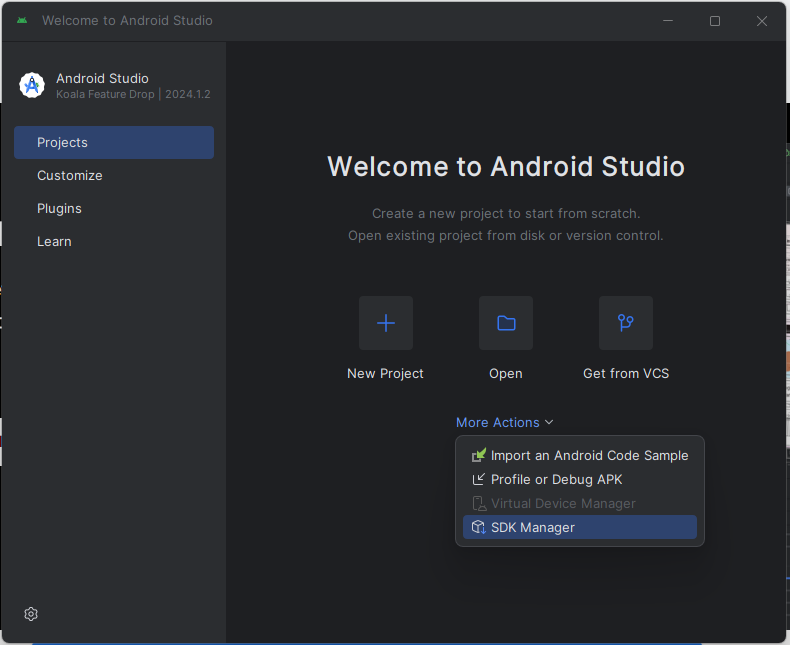 Welcome to Android Studio
Android Studio
Koala Feature Drop | 2024.1.2
Projects
Customize
Plugins
Learn
Welcome to Android Studio
Create a new project to start from scratch.
Open existing project from disk or version control.
New Project
Open
Get from VCS
More Actions
Import an Android Code Sample
Profile or Debug APK
Virtual Device Manager
SDK Manager